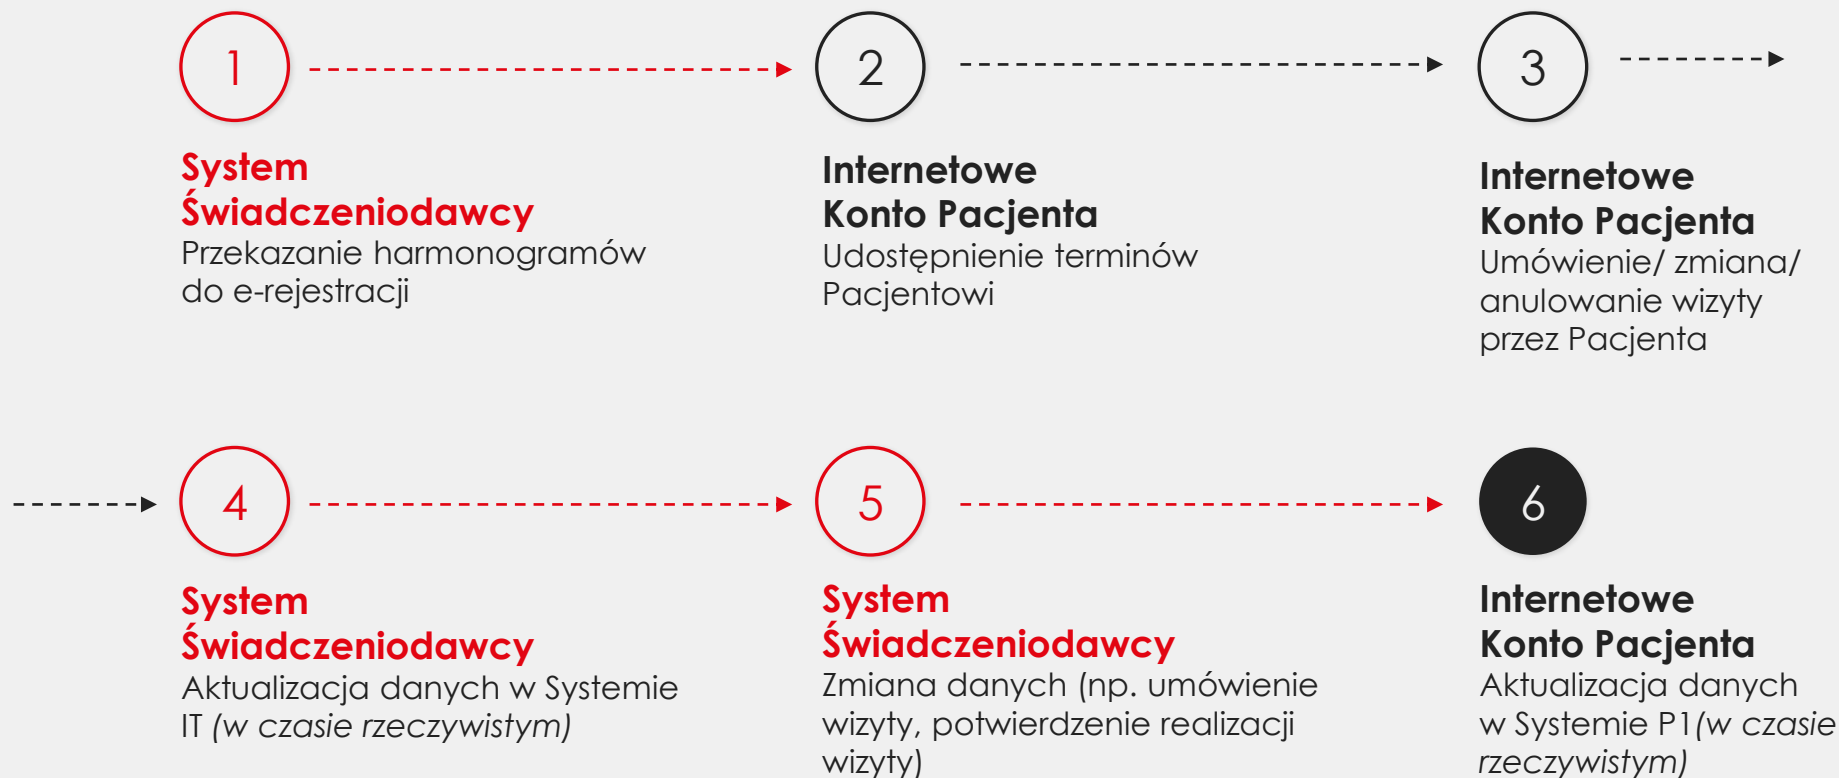 1
2
3
System
Świadczeniodawcy
Przekazanie harmonogramów
do e-rejestracji
Internetowe
Konto Pacjenta
Udostępnienie terminów
Pacjentowi
Internetowe
Konto Pacjenta
Umówienie/ zmiana/
anulowanie wizyty
przez Pacjenta
4
5
6
System
Świadczeniodawcy
Aktualizacja danych w Systemie
IT (w czasie rzeczywistym)
System
Świadczeniodawcy
Zmiana danych (np. umówienie
wizyty, potwierdzenie realizacji
wizyty)
Internetowe
Konto Pacjenta
Aktualizacja danych
w Systemie P1(w czasie
rzeczywistym)